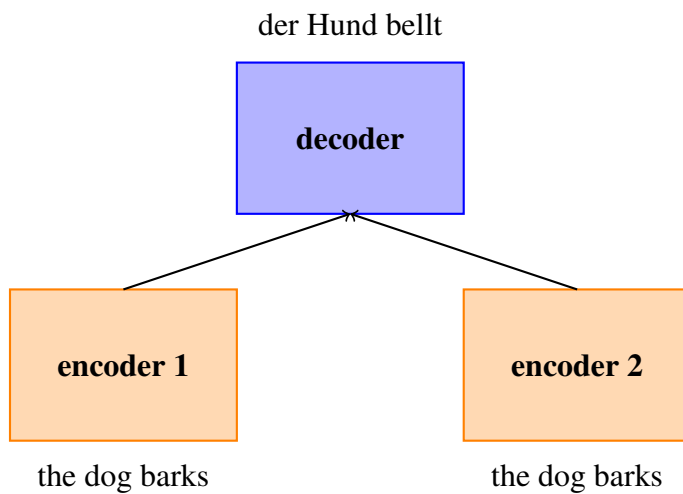 der Hund bellt
decoder
encoder 1
encoder 2
the dog barks
the dog barks